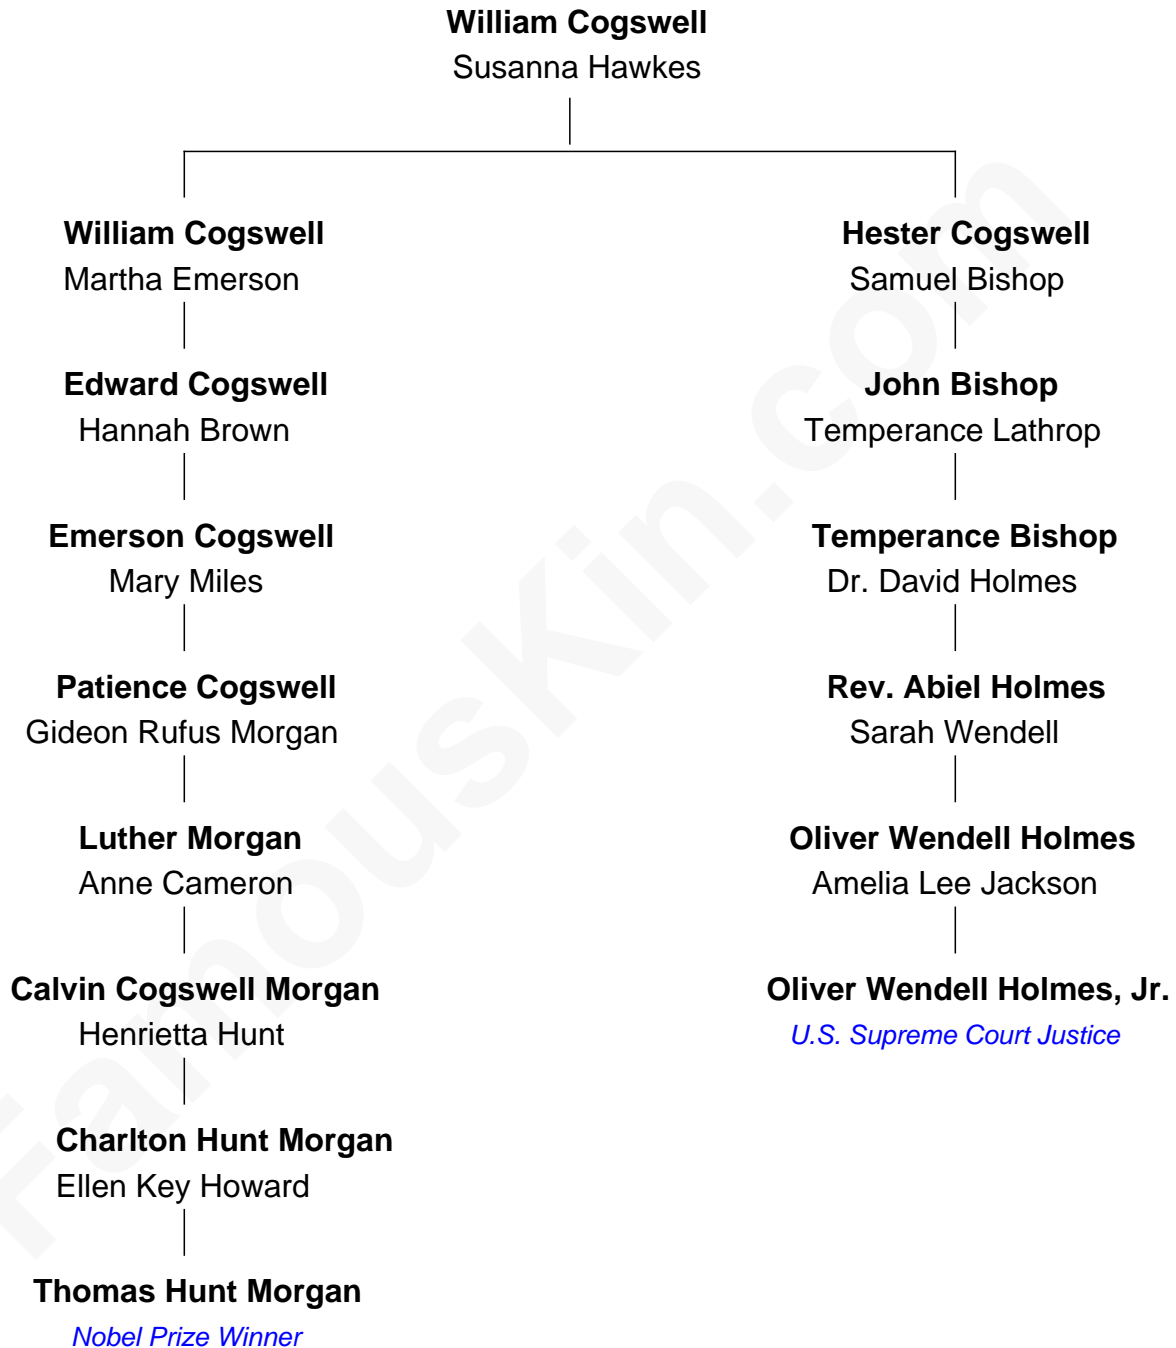 William Cogswell
Susanna Hawkes
William Cogswell
Martha Emerson
Edward Cogswell
Hannah Brown
Emerson Cogswell
Mary Miles
Patience Cogswell
Gideon Rufus Morgan
Luther Morgan
Anne Cameron
Calvin Cogswell Morgan
Henrietta Hunt
Charlton Hunt Morgan
Ellen Key Howard
Thomas Hunt Morgan
Nobel Prize Winner
Hester Cogswell
Samuel Bishop
John Bishop
Temperance Lathrop
Temperance Bishop
Dr. David Holmes
Rev. Abiel Holmes
Sarah Wendell
Oliver Wendell Holmes
Amelia Lee Jackson
Oliver Wendell Holmes, Jr.
U.S. Supreme Court Justice
FamousKin.com